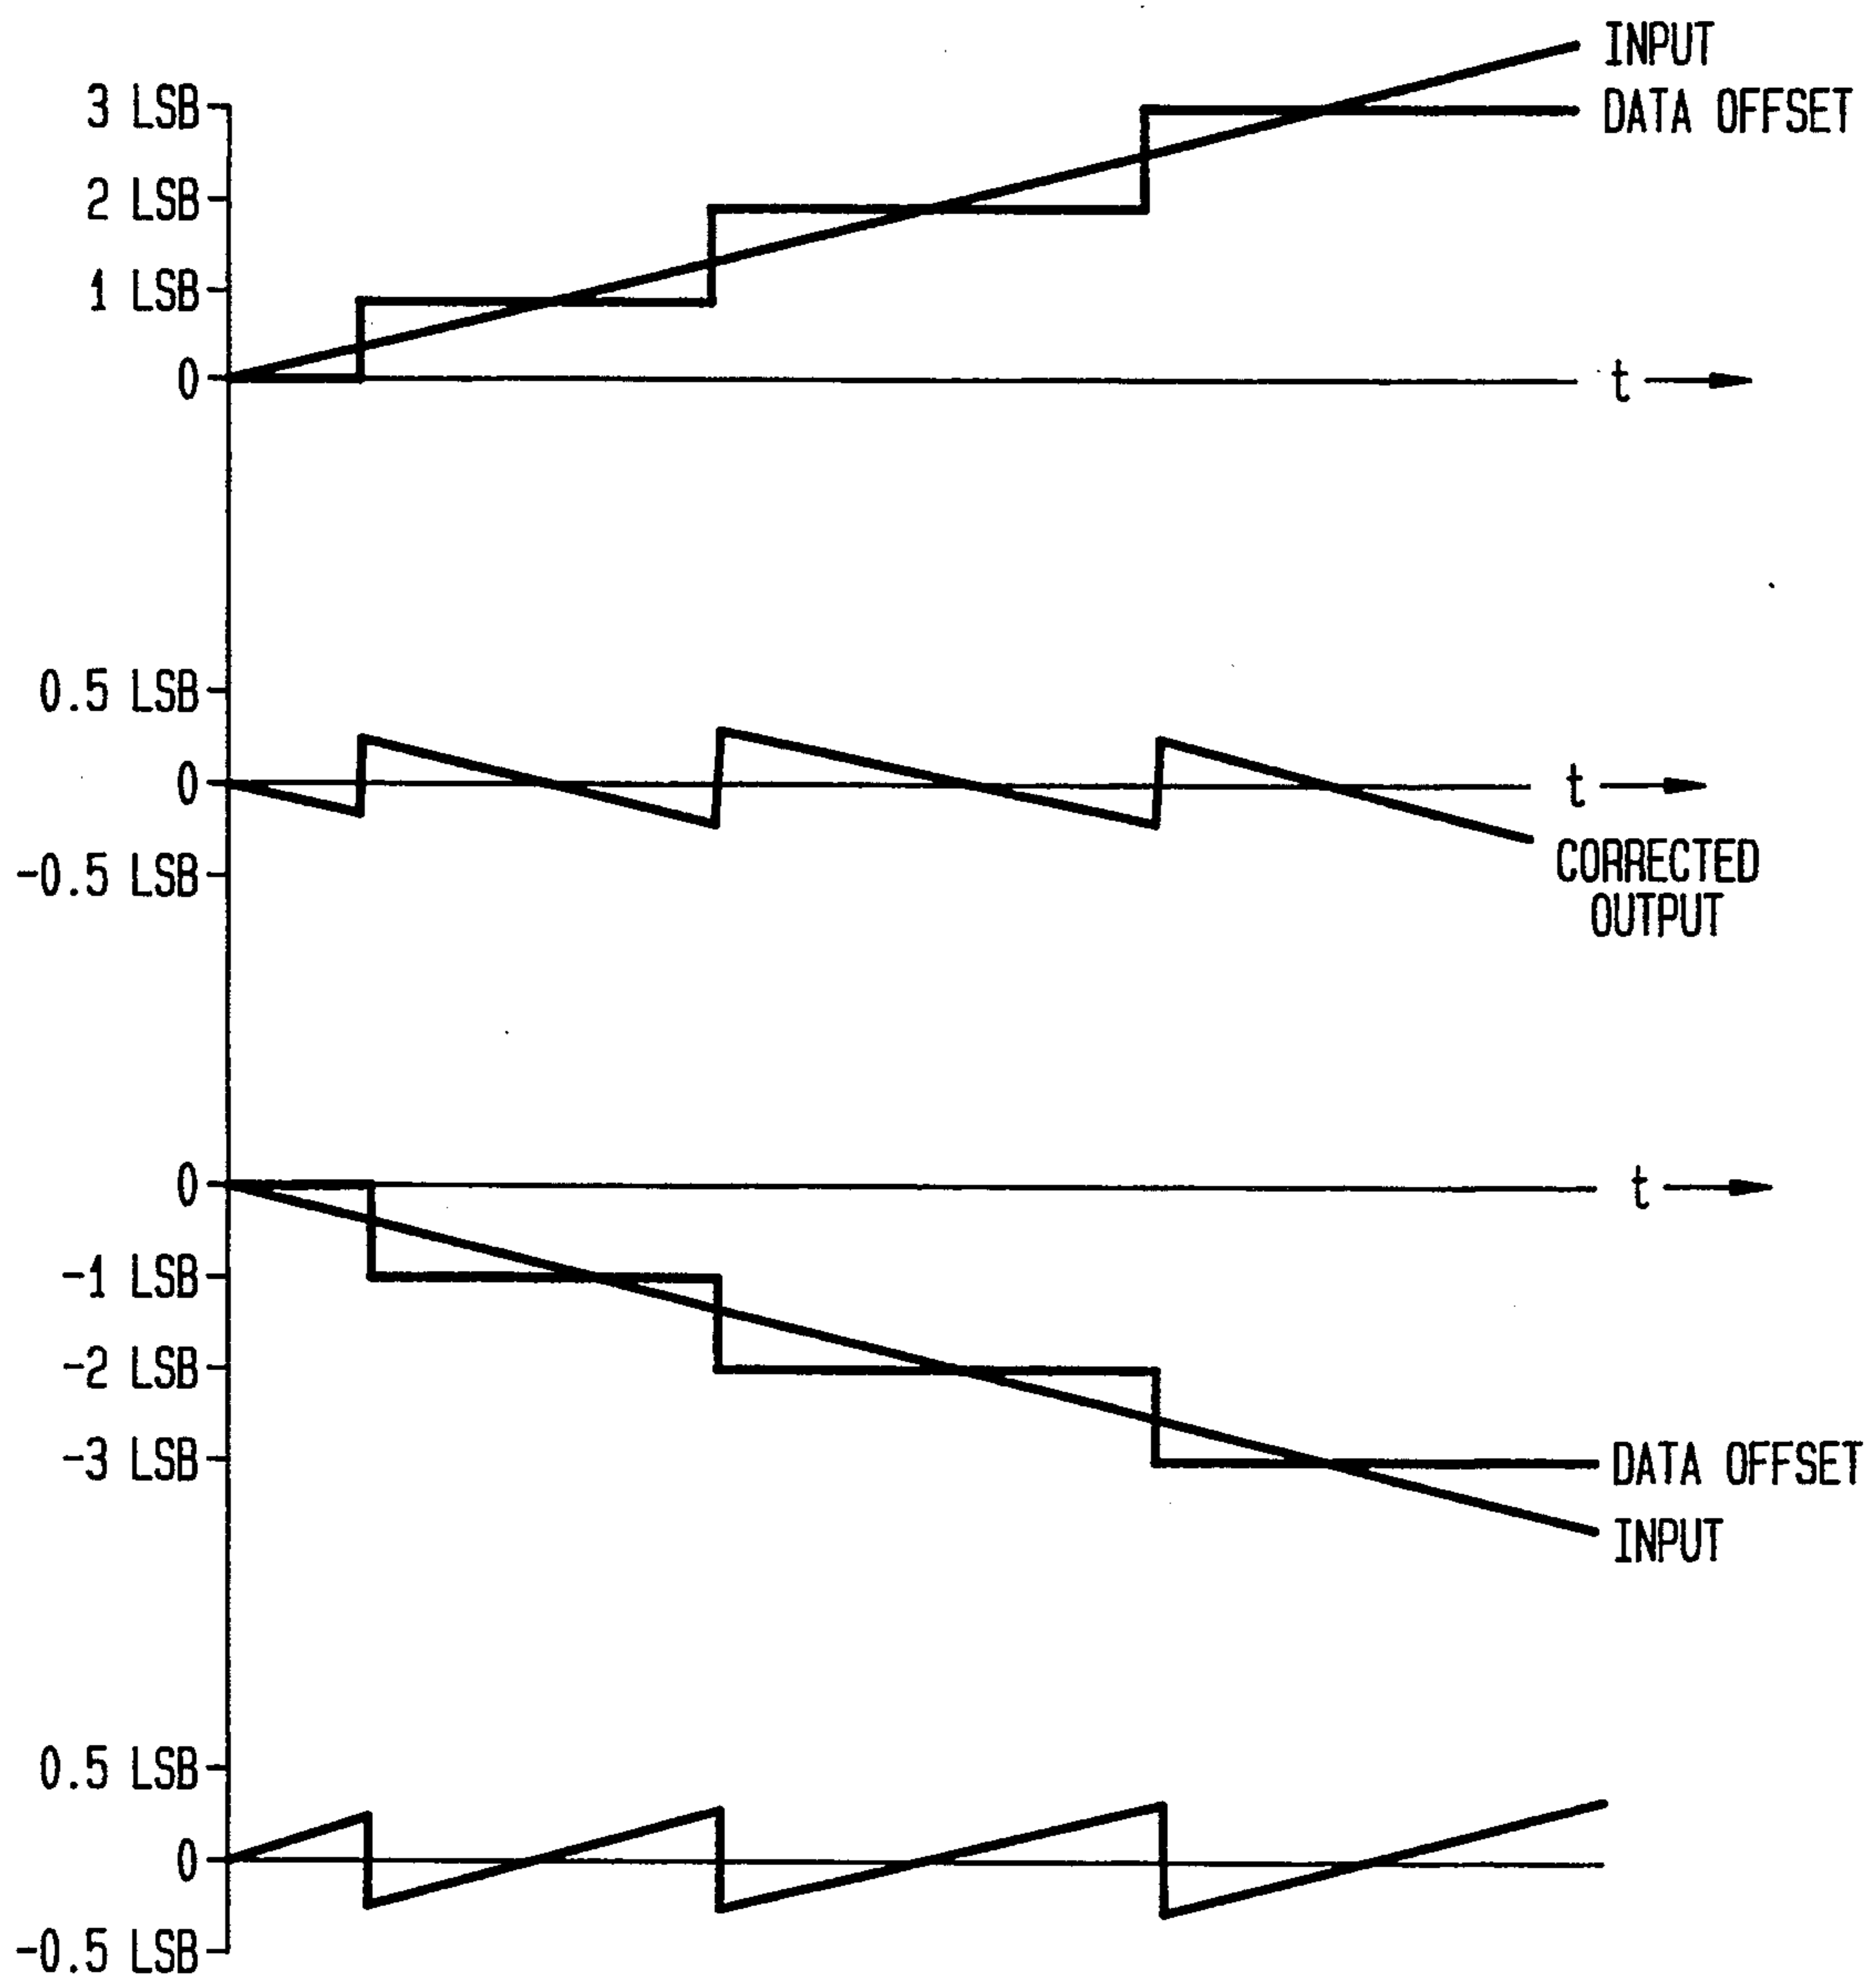 INPUT
3 LSB
DATA OFFSET
2 LSB
1 LSB
0
t
0.5 LSB
0
t
-0.5 LSB
CORRECTED
OUTPUT
0
t
-1 LSB
-2 LSB
-3 LSB
DATA OFFSET
INPUT
0.5 LSB
0
-0.5 LSB